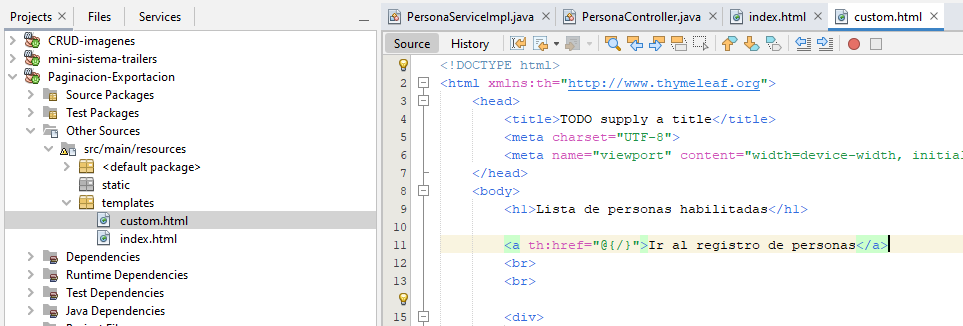 Projects
Files
Services
CRUD-imagenes
mini-sistema-trailers
Paginacion-Exportacion
Source Packages
Test Packages
Other Sources
src/main/resources
<default package>
static
templates
custom.html
index.html
Dependencies
Runtime Dependencies
Test Dependencies
Java Dependencies
PersonaServiceImpl.java
PersonaController.java
index.html
custom.html
Source
History
<!DOCTYPE html>
2 <html xmlns:th="http://www.thymeleaf.org">
3 <head>
4 <title>TODO supply a title</title>
5 <meta charset="UTF-8">
6 <meta name="viewport" content="width=device-width, initial
7 </head>
8 <body>
9 <h1>Lista de personas habilitadas</h1>
10
11 <a th:href="@{/}">Ir al registro de personas</a>
12 <br>
13 <br>
15 <div>